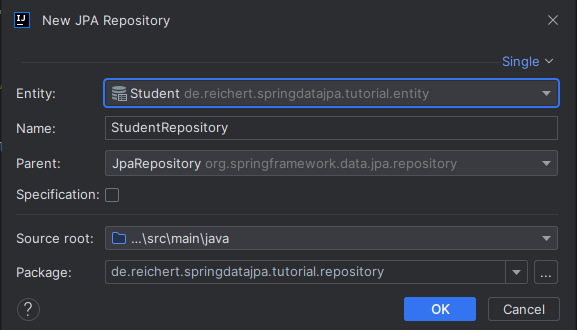 New JPA Repository
Single
Entity: Student de.reichert.springdatajpa.tutorial.entity
Name: StudentRepository
Parent: JpaRepository org.springframework.data.jpa.repository
Specification:
Source root: ...\src\main\java
Package: de.reichert.springdatajpa.tutorial.repository ...
? OK Cancel